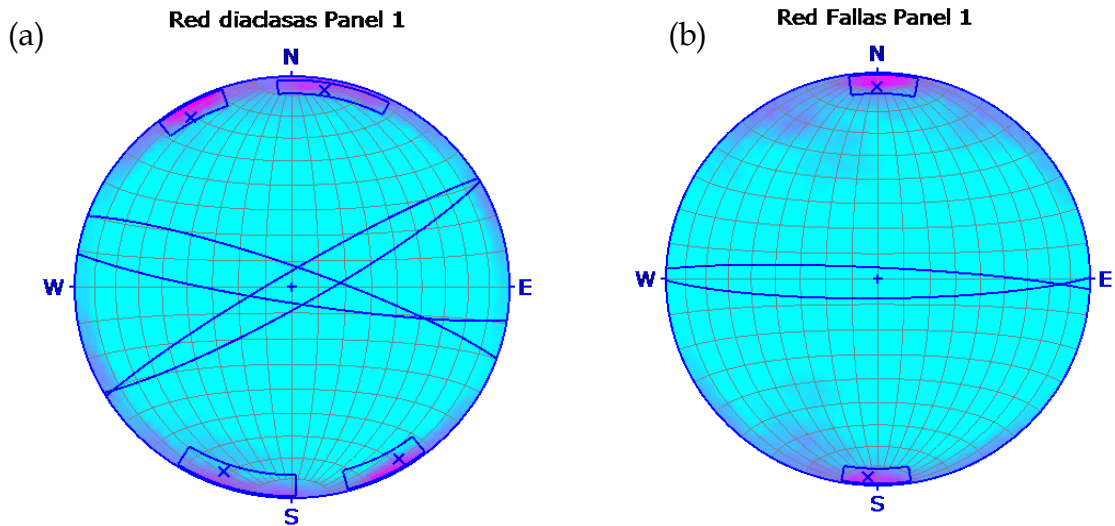 (a)
Red diaclasas Panel 1
N
W
E
S
(b)
Red Fallas Panel 1
N
W
E
S